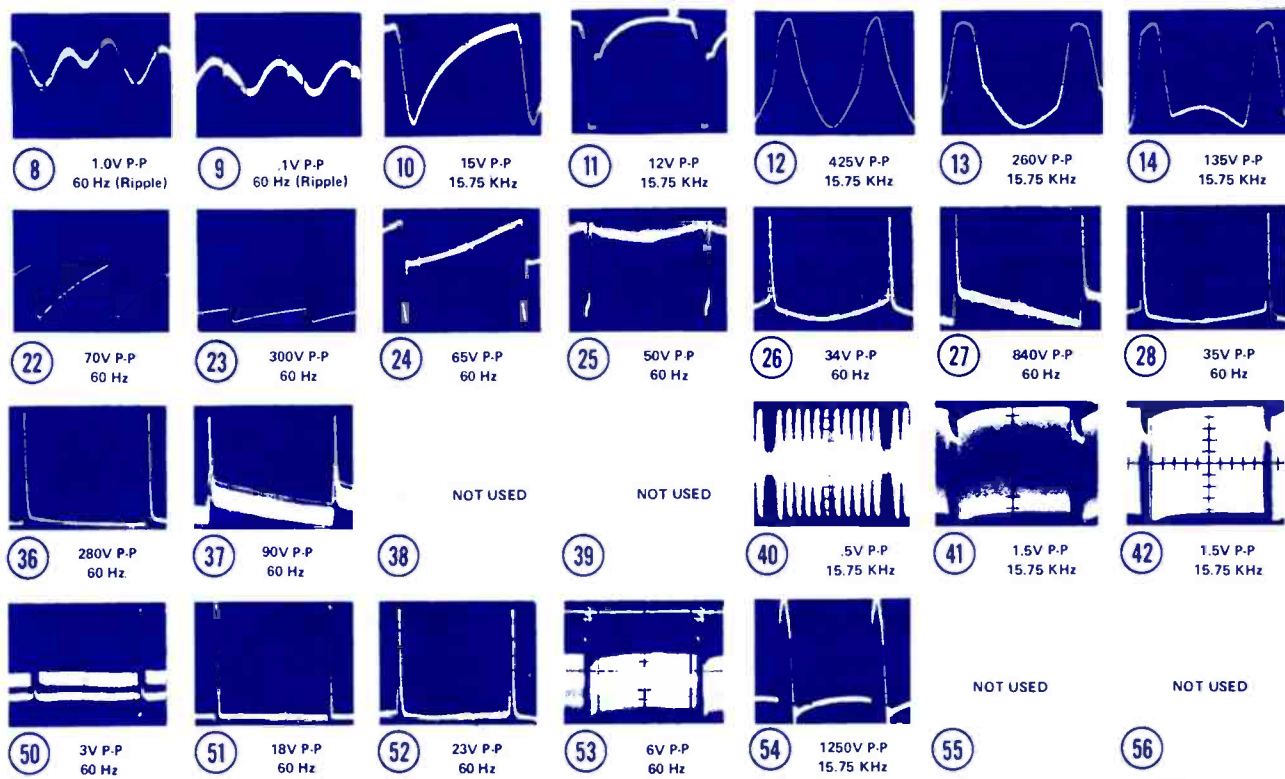 8 1.0V P-P
60 Hz (Ripple)
9 .1V P-P
60 Hz (Ripple)
10 15V P-P
15.75 KHz
11 12V P-P
15.75 KHz
12 425V P-P
15.75 KHz
13 260V P-P
15.75 KHz
14 135V P-P
15.75 KHz
22 70V P-P
60 Hz
23 300V P-P
60 Hz
24 65V P-P
60 Hz
25 50V P-P
60 Hz
26 34V P-P
60 Hz
27 840V P-P
60 Hz
28 35V P-P
60 Hz
36 280V P-P
60 Hz.
37 90V P-P
60 Hz
38 NOT USED
39 NOT USED
40 .5V P-P
15.75 KHz
41 1.5V P-P
15.75 KHz
42 1.5V P-P
15.75 KHz
50 3V P-P
60 Hz
51 18V P-P
60 Hz
52 23V P-P
60 Hz
53 6V P-P
60 Hz
54 1250V P-P
15.75 KHz
55 NOT USED
56 NOT USED